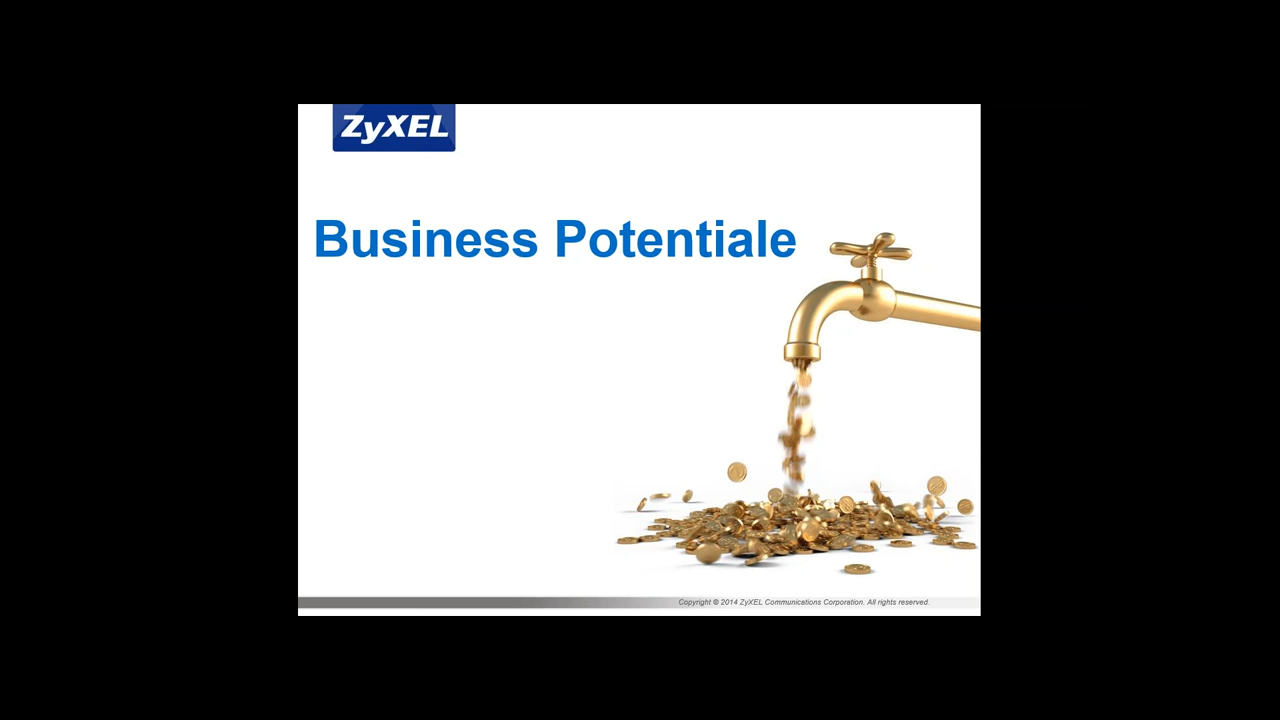 ZyXEL
Business Potentiale
Copyright © 2014 ZyXEL Communications Corporation. All rights reserved.